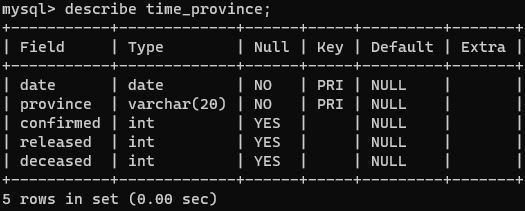 mysql> describe time_province;
+-----------+-------------+------+-----+---------+-------+
| Field     | Type        | Null | Key | Default | Extra |
+-----------+-------------+------+-----+---------+-------+
| date      | date        | NO   | PRI | NULL    |       |
| province  | varchar(20) | NO   | PRI | NULL    |       |
| confirmed | int         | YES  |     | NULL    |       |
| released  | int         | YES  |     | NULL    |       |
| deceased  | int         | YES  |     | NULL    |       |
+-----------+-------------+------+-----+---------+-------+
5 rows in set (0.00 sec)